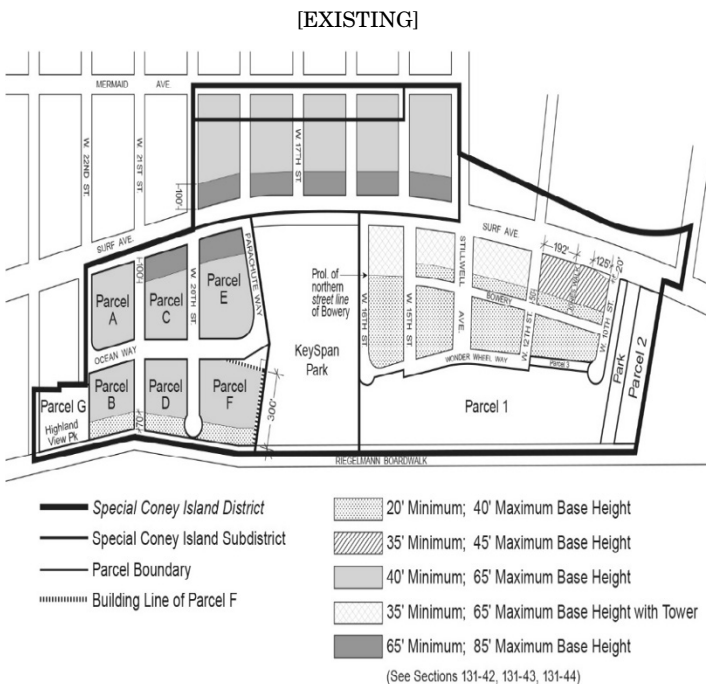 [EXISTING]
MERMAID AVE.
W. 22ND ST.
W. 21ST ST.
W. 17TH ST.
100'
SURF AVE.
SURF AVE.
100'
W. 20TH ST.
PARACHUTE WAY
Parcel A
Parcel C
Parcel E
OCEAN WAY
Prol. of
northern
street line
of Bowery
W. 16TH ST.
W. 15TH ST.
STILLWELL AVE.
BOWERY
50'
W. 12TH ST.
192'
125'
20'
W. 10TH ST.
WONDER WHEEL WAY
Parcel 3
KeySpan
Park
Parcel 1
Park
Parcel 2
Parcel G
Highland
View Pk
Parcel B
70'
Parcel D
Parcel F
300'
RIEGELMANN BOARDWALK
Special Coney Island District
Special Coney Island Subdistrict
Parcel Boundary
Building Line of Parcel F
20' Minimum; 40' Maximum Base Height
35' Minimum; 45' Maximum Base Height
40' Minimum; 65' Maximum Base Height
35' Minimum; 65' Maximum Base Height with Tower
65' Minimum; 85' Maximum Base Height
(See Sections 131-42, 131-43, 131-44)